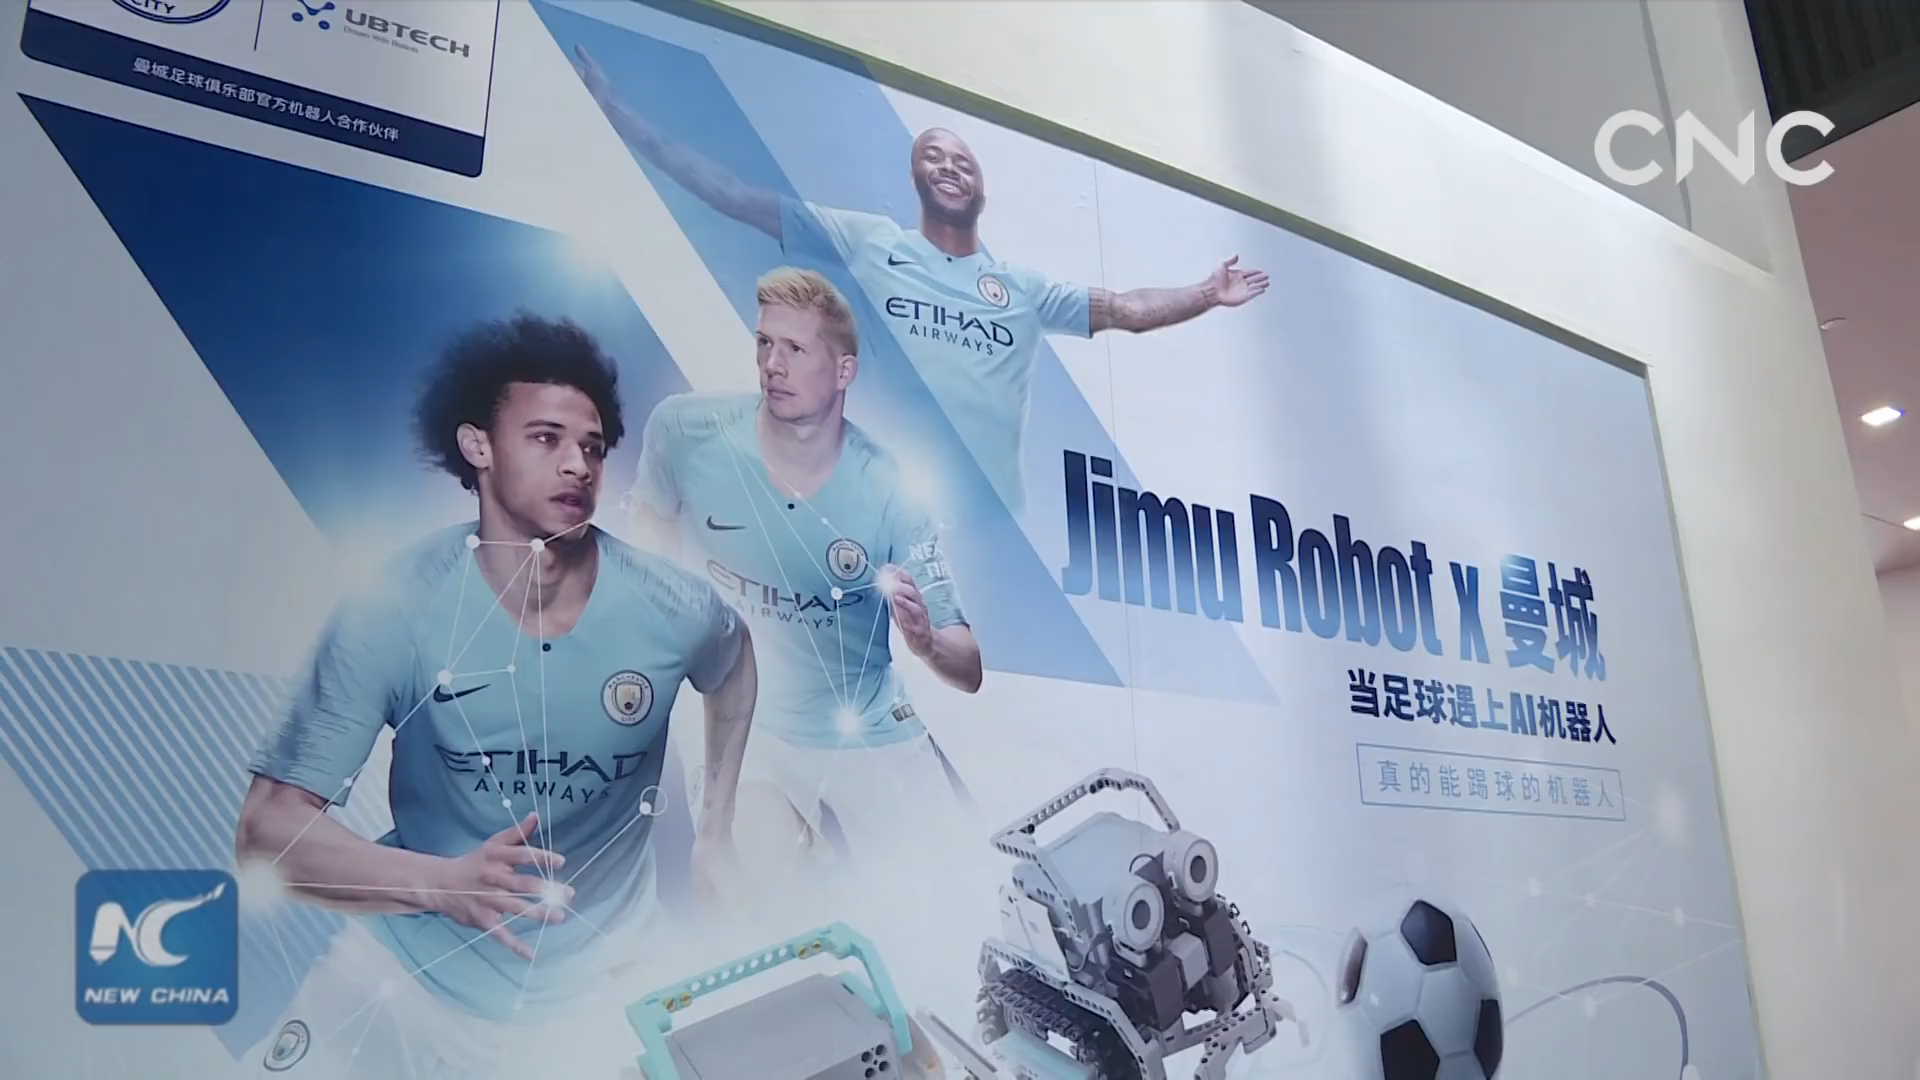 CITY
UBTECH
曼城足球俱乐部官方机器人合作伙伴
CNC
ETIHAD
AIRWAYS
MANCHESTER
CITY
ETIHAD
AIRWAYS
ETIHAD
AIRWAYS
Jimu Robot x 曼城
当足球遇上AI机器人
真的能踢球的机器人
NEW CHINA